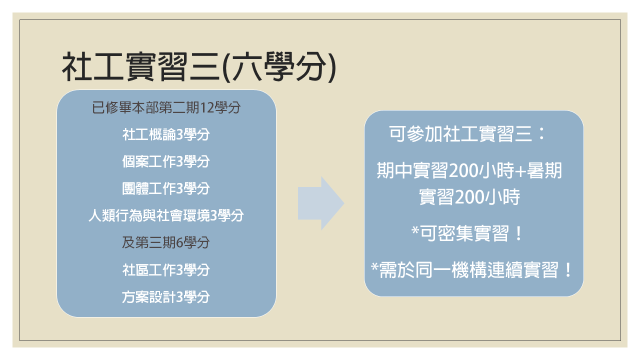 社工實習三(六學分)
已修畢本部第二期12學分
社工概論3學分
個案工作3學分
團體工作3學分
人類行為與社會環境3學分
及第三期6學分
社區工作3學分
方案設計3學分
可參加社工實習三：
期中實習200小時+暑期
實習200小時
*可密集實習！
*需於同一機構連續實習！